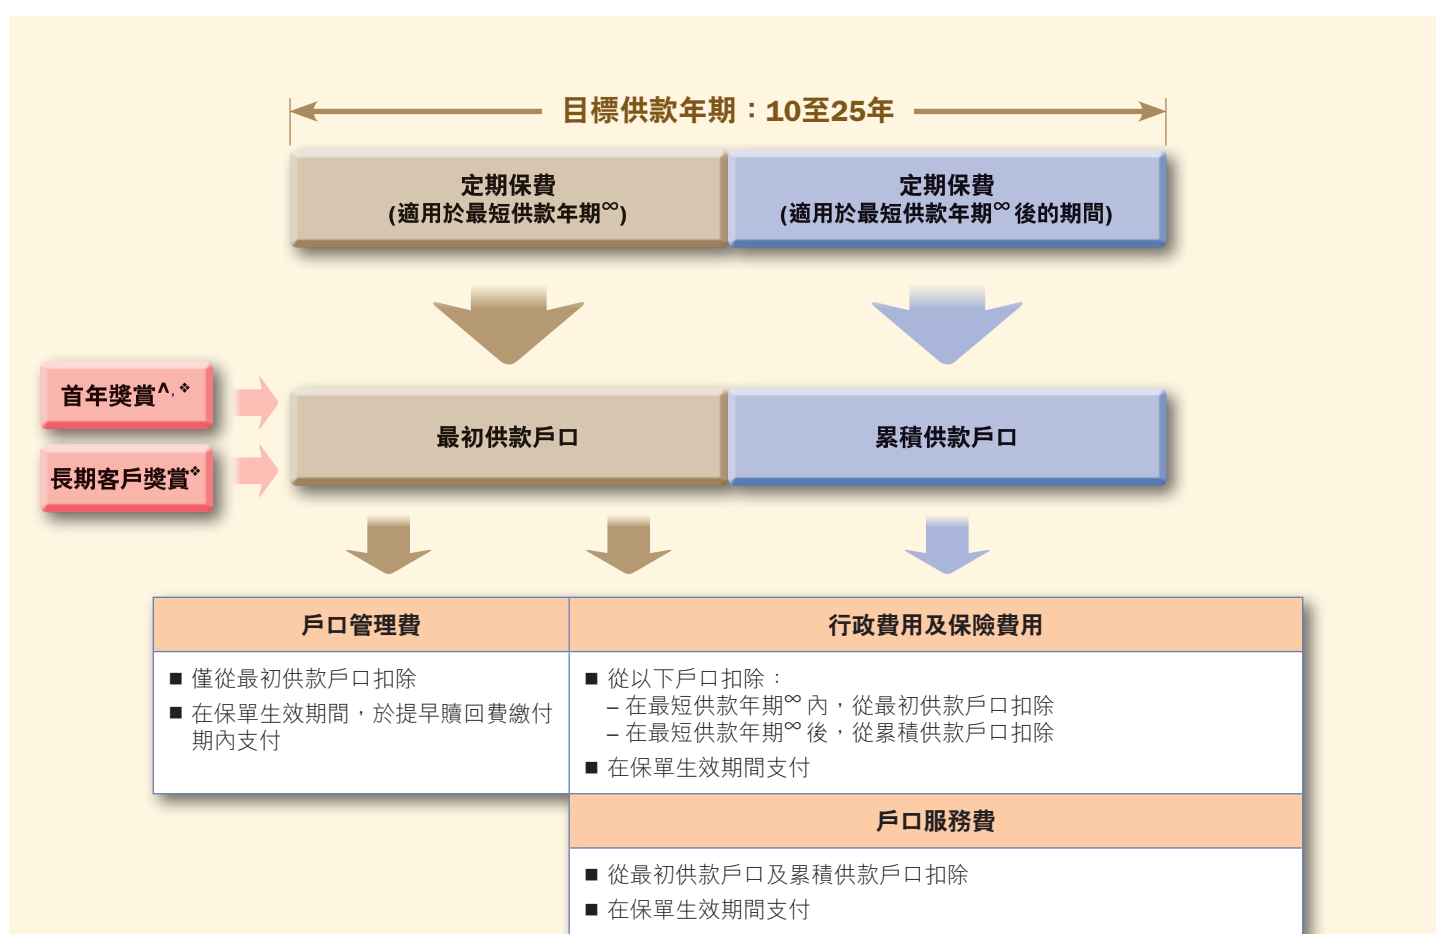 目標供款年期：10至25年
定期保費
(適用於最短供款年期∞)
定期保費
(適用於最短供款年期∞後的期間)
首年獎賞^,❖
長期客戶獎賞❖
最初供款戶口
累積供款戶口
戶口管理費
■ 僅從最初供款戶口扣除
■ 在保單生效期間，於提早贖回費繳付
期內支付
行政費用及保險費用
■ 從以下戶口扣除：
– 在最短供款年期∞內，從最初供款戶口扣除
– 在最短供款年期∞後，從累積供款戶口扣除
■ 在保單生效期間支付
戶口服務費
■ 從最初供款戶口及累積供款戶口扣除
■ 在保單生效期間支付